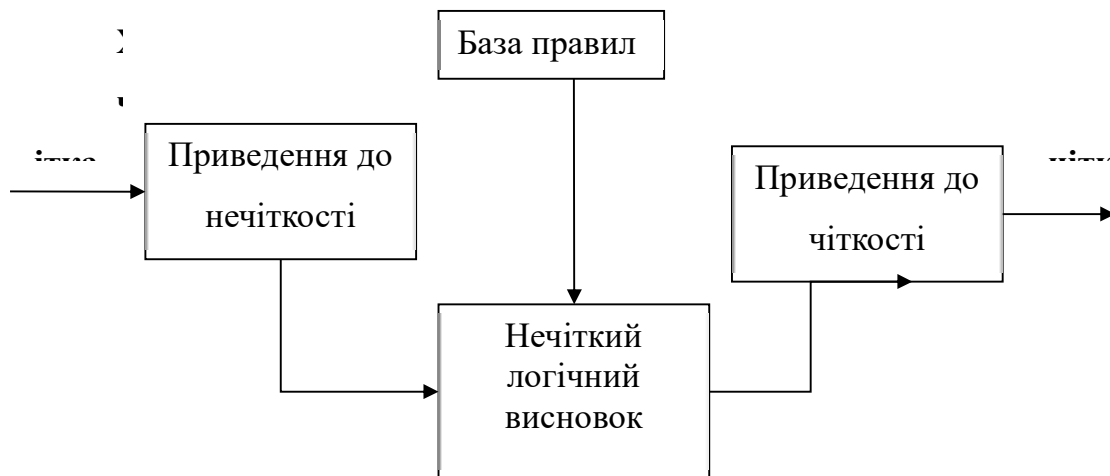 База правил
Приведення до
нечіткості
Приведення до
чіткості
Нечіткий
логічний
висновок